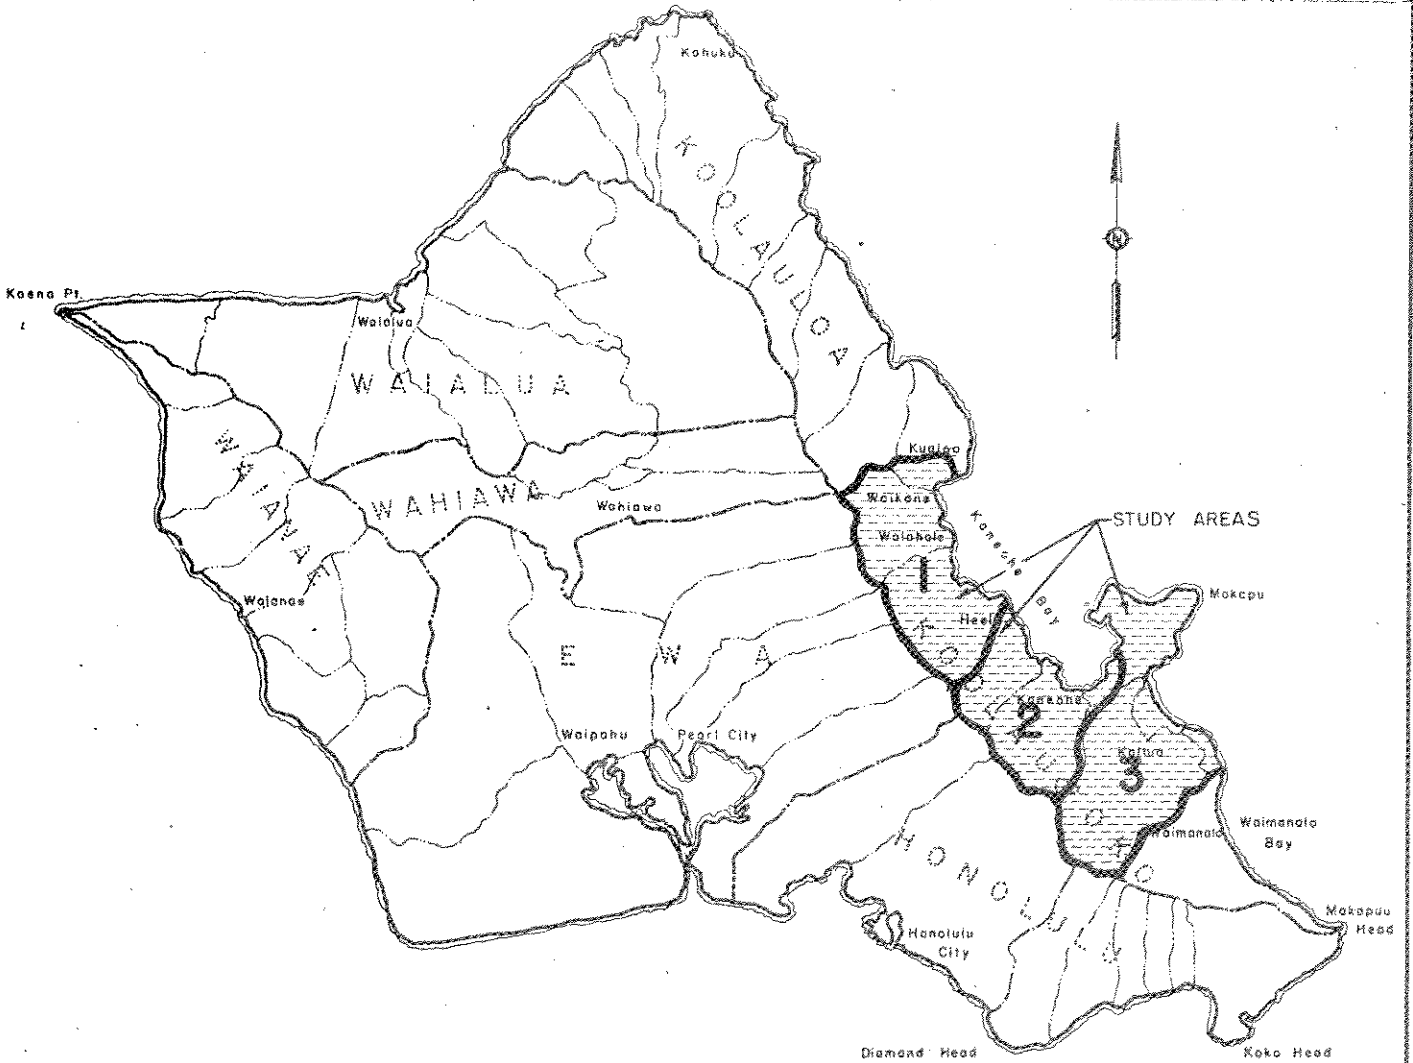 Kahuku
KOOLAULOA
N
Kaena Pt.
Waialua
WAIALUA
WAIANAE
Kualoa
WAHIAWA
Wahiawa
Waikane
Kaneohe Bay
STUDY AREAS
Waiahole
1
Waianae
Mokapu
Heeia
KOOLAUPOKO
EWA
Kaneohe
2
Waipahu
Pearl City
Kailua
3
Waimanalo
Waimanalo
Bay
HONOLULU
Makapuu
Head
Honolulu
City
Diamond Head
Koko Head